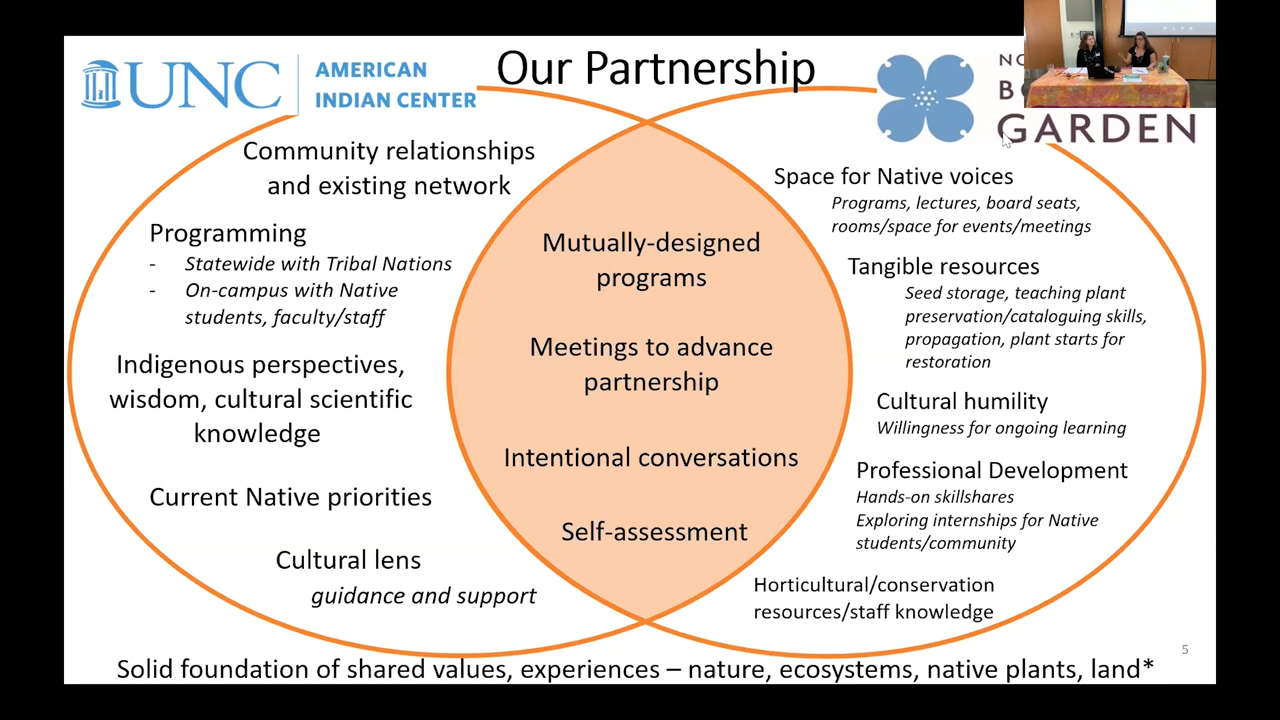 Our Partnership
UNC
AMERICAN
INDIAN CENTER
GARDEN
Community relationships
and existing network
Programming
- Statewide with Tribal Nations
- On-campus with Native
students, faculty/staff
Indigenous perspectives,
wisdom, cultural scientific
knowledge
Current Native priorities
Cultural lens
guidance and support
Mutually-designed
programs
Meetings to advance
partnership
Intentional conversations
Self-assessment
Space for Native voices
Programs, lectures, board seats,
rooms/space for events/meetings
Tangible resources
Seed storage, teaching plant
preservation/cataloguing skills,
propagation, plant starts for
restoration
Cultural humility
Willingness for ongoing learning
Professional Development
Hands-on skillshares
Exploring internships for Native
students/community
Horticultural/conservation
resources/staff knowledge
5
Solid foundation of shared values, experiences – nature, ecosystems, native plants, land*